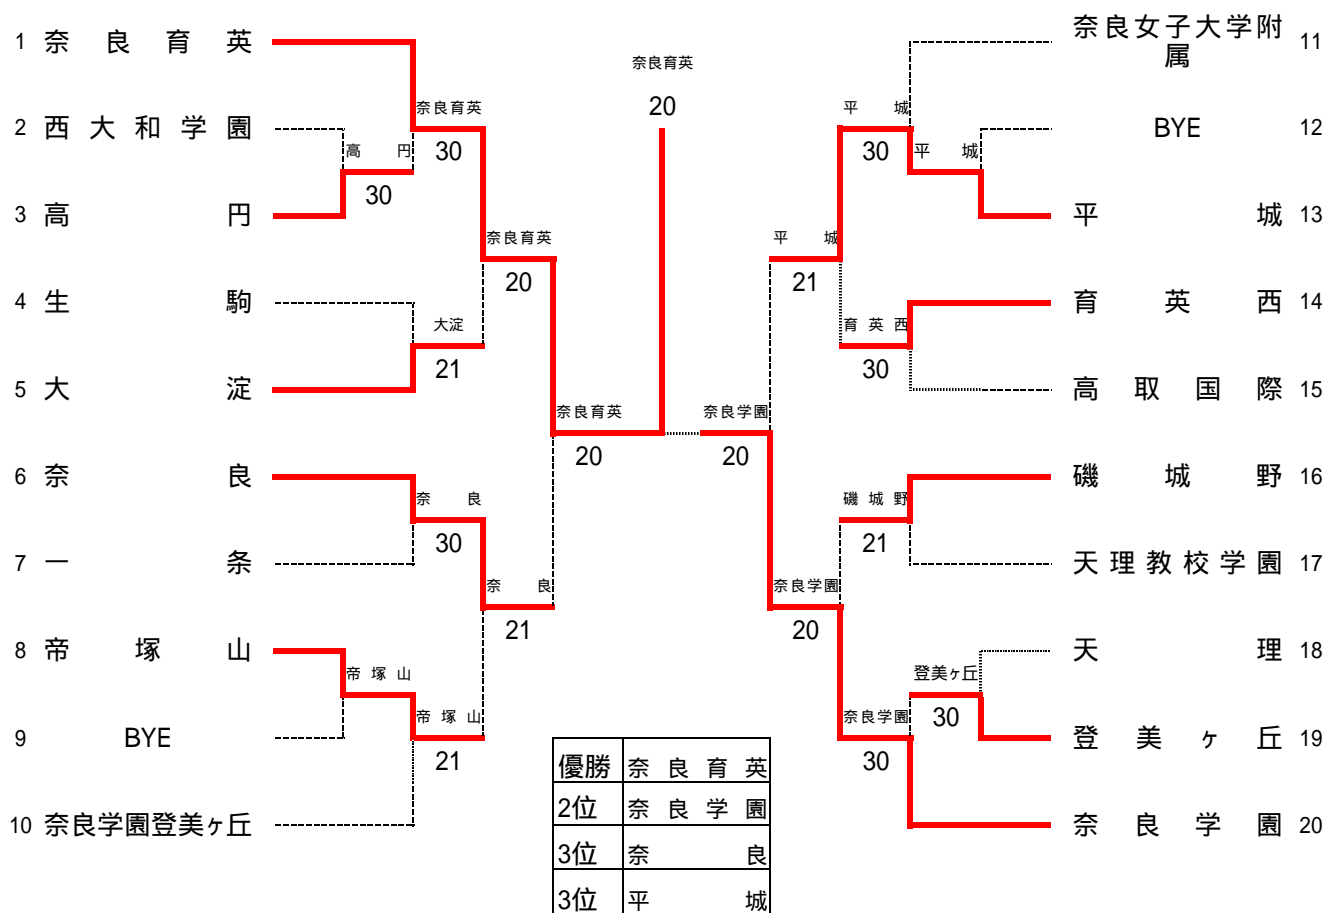 1 奈良育英
2 西大和学園
3 高円
4 生駒
5 大淀
6 奈良
7 一条
8 帝塚山
9 BYE
10 奈良学園登美ヶ丘
高円
30
奈良育英
30
大淀
21
奈良
30
帝塚山
帝塚山
21
奈良育英
20
奈良
21
奈良育英
20
奈良育英
20
奈良学園
20
平城
21
奈良学園
20
平城
30
平城
育英西
30
磯城野
21
登美ヶ丘
30
奈良学園
30
奈良女子大学附
属 11
BYE 12
平城 13
育英西 14
高取国際 15
磯城野 16
天理教校学園 17
天理 18
登美ヶ丘 19
奈良学園 20
優勝 奈良育英
2位 奈良学園
3位 奈良
3位 平城